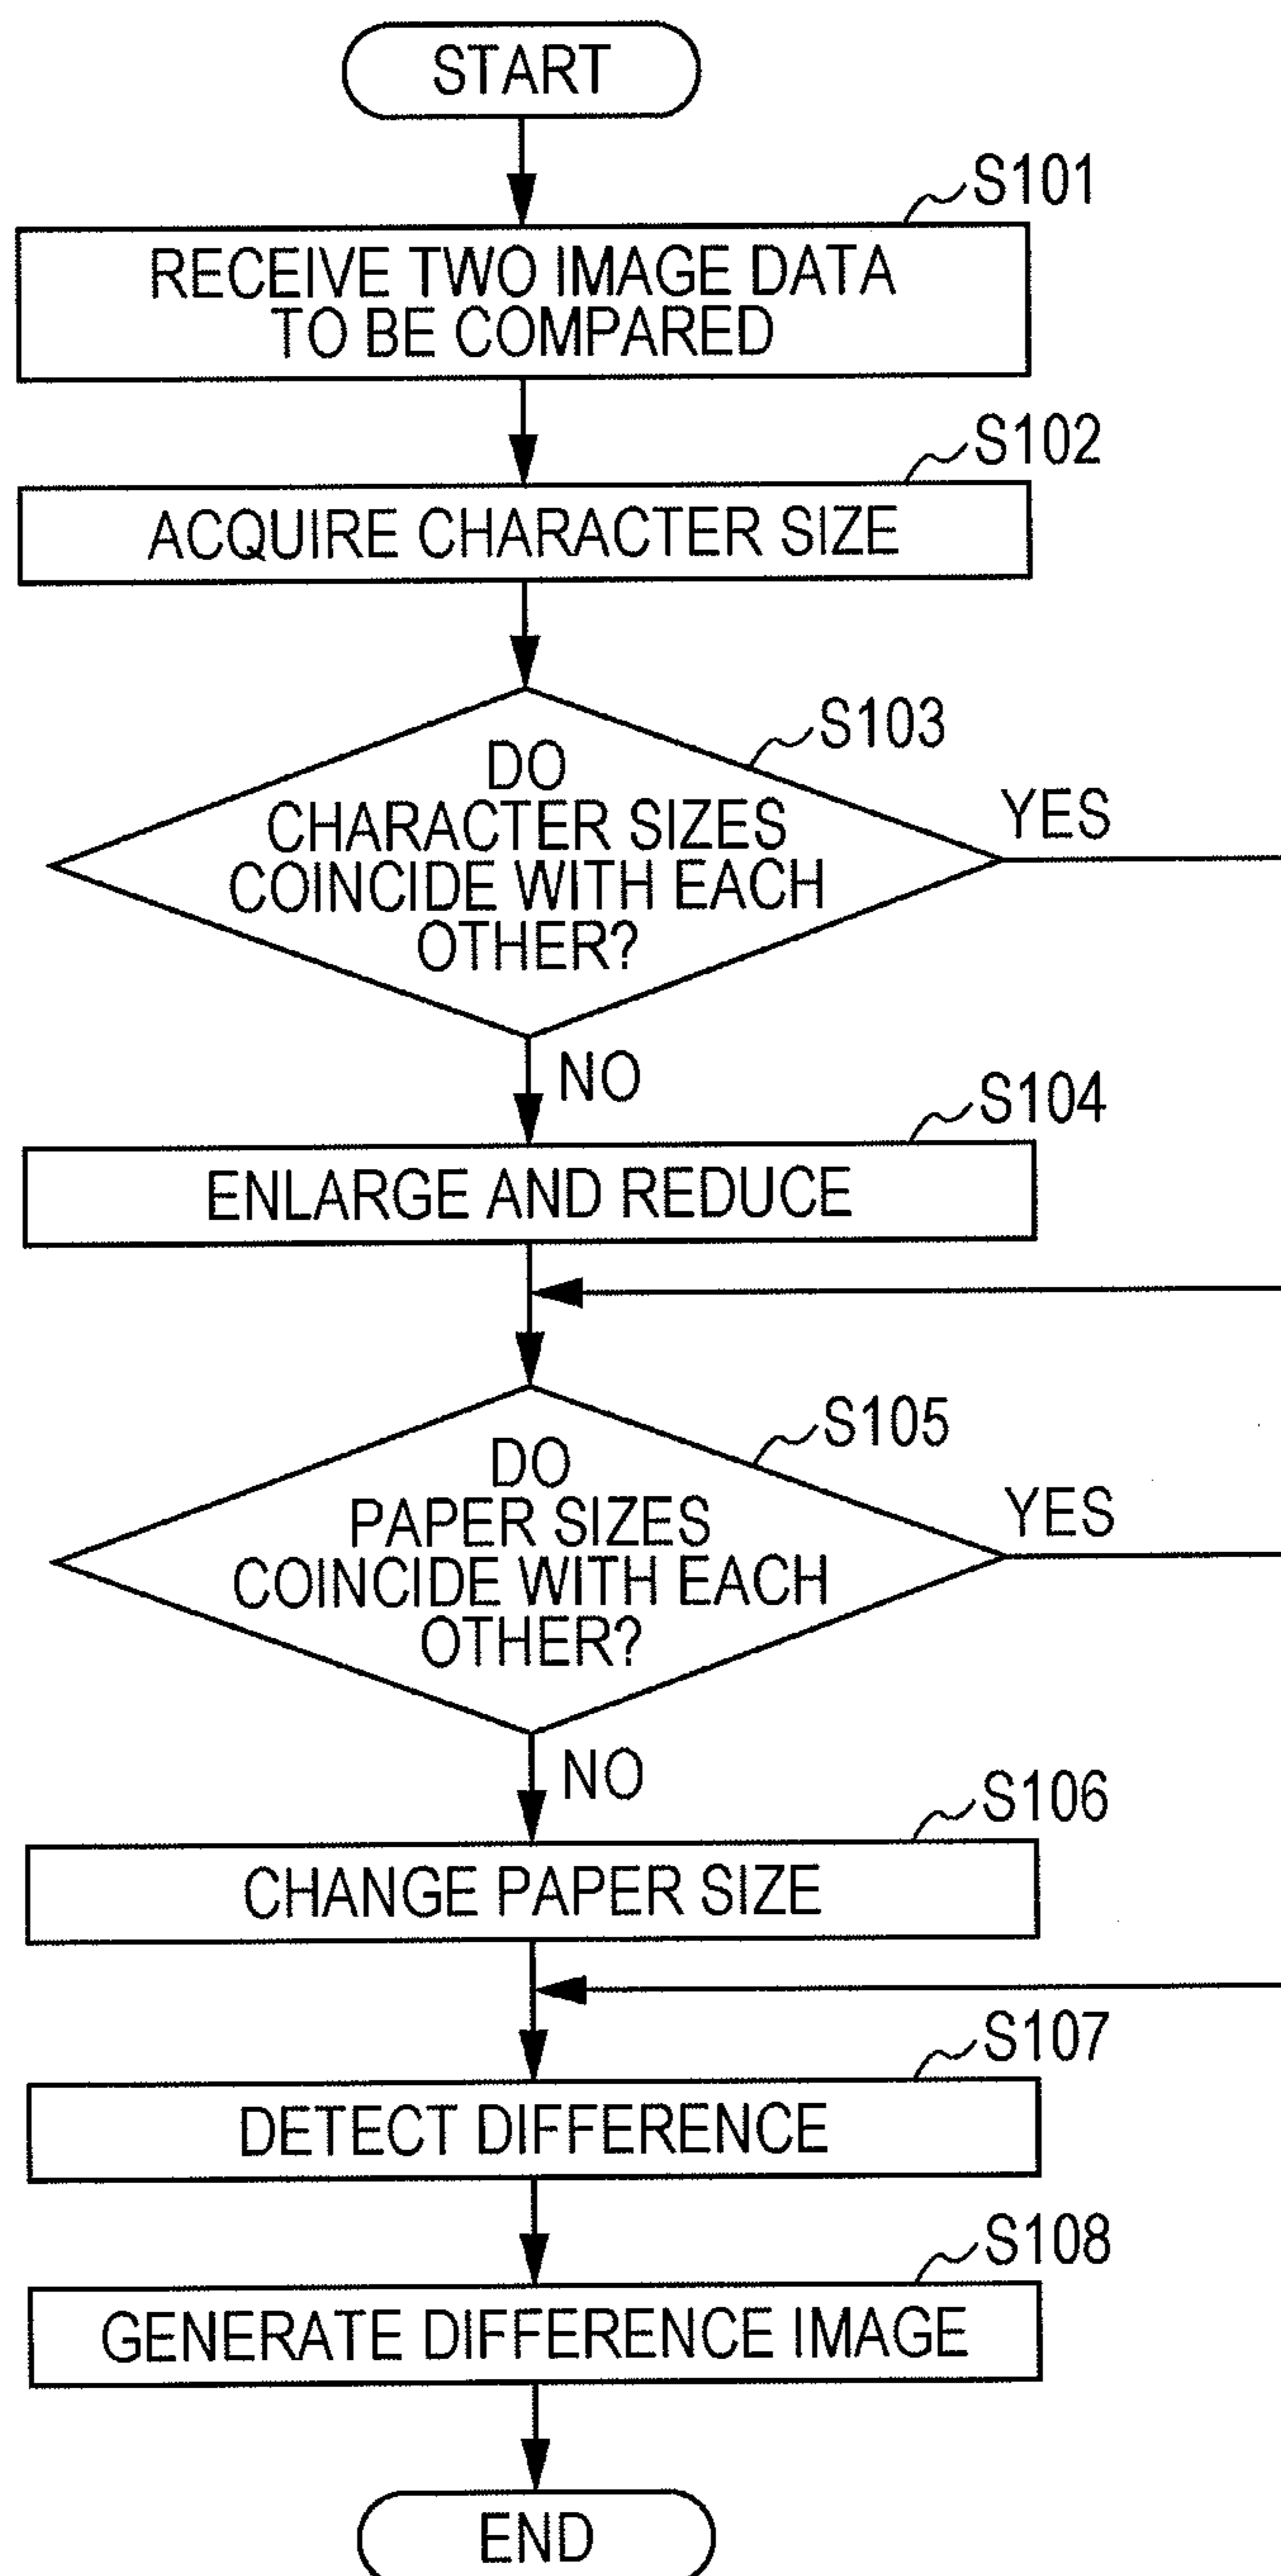 START
S101
RECEIVE TWO IMAGE DATA
TO BE COMPARED
S102
ACQUIRE CHARACTER SIZE
S103
DO
CHARACTER SIZES
COINCIDE WITH EACH
OTHER?
YES
NO
S104
ENLARGE AND REDUCE
S105
DO
PAPER SIZES
COINCIDE WITH EACH
OTHER?
YES
NO
S106
CHANGE PAPER SIZE
S107
DETECT DIFFERENCE
S108
GENERATE DIFFERENCE IMAGE
END